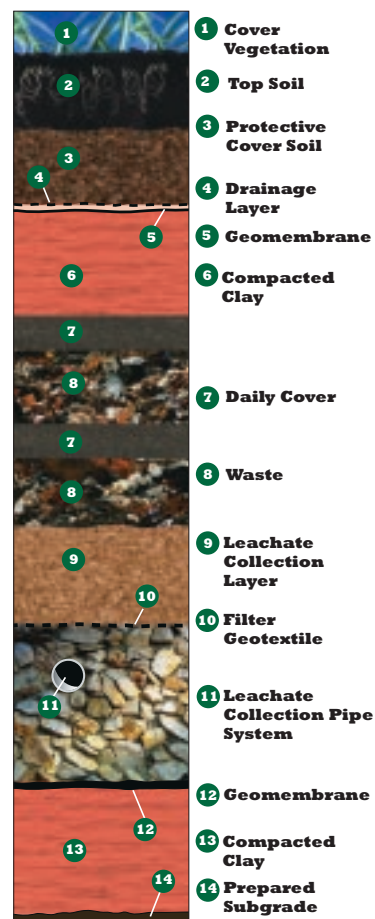 1
2
3
4
5
6
7
8
7
8
9
10
11
12
13
14
1 Cover
Vegetation
2 Top Soil
3 Protective
Cover Soil
4 Drainage
Layer
5 Geomembrane
6 Compacted
Clay
7 Daily Cover
8 Waste
9 Leachate
Collection
Layer
10 Filter
Geotextile
11 Leachate
Collection Pipe
System
12 Geomembrane
13 Compacted
Clay
14 Prepared
Subgrade